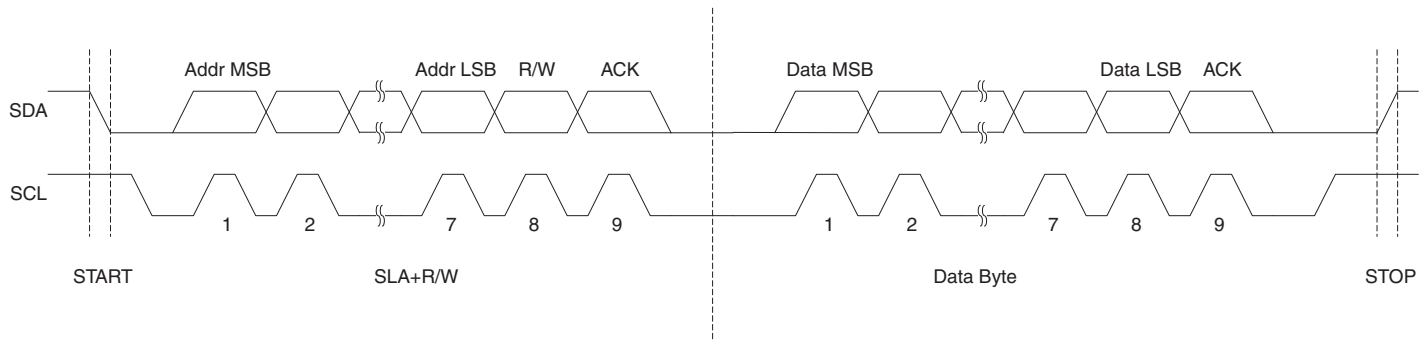 Addr MSB Addr LSB R/W ACK Data MSB Data LSB ACK
SDA
SCL
1 2 7 8 9 1 2 7 8 9
START SLA+R/W Data Byte STOP